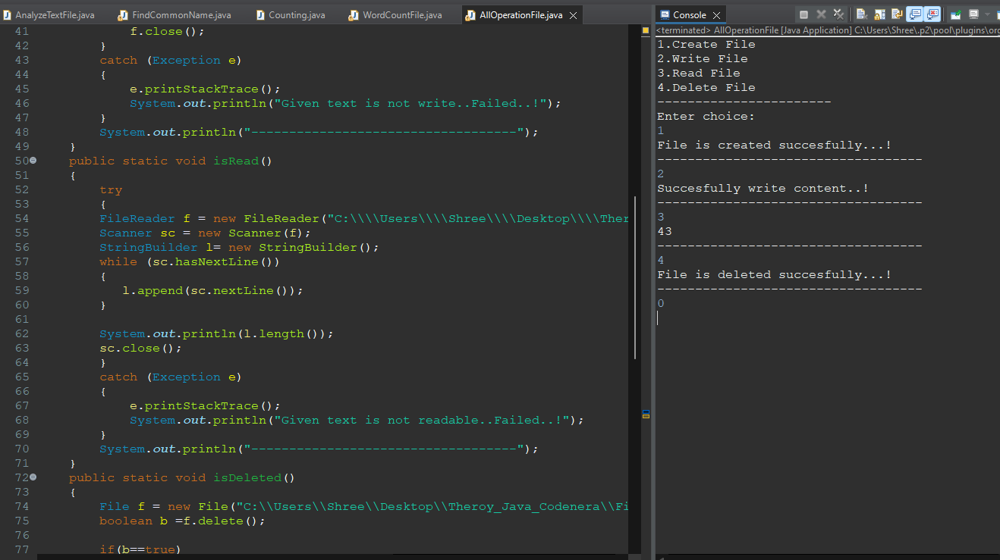 AnalyzeTextFile.java FindCommonName.java Counting.java WordCountFile.java AllOperationFile.java
41 f.close();
42 }
43 catch (Exception e)
44 {
45 e.printStackTrace();
46 System.out.println("Given text is not write..Failed..!");
47 }
48 System.out.println("-----------------------------------");
49 }
50 public static void isRead()
51 {
52 try
53 {
54 FileReader f = new FileReader("C:\\\\Users\\\\Shree\\\\Desktop\\\\Ther
55 Scanner sc = new Scanner(f);
56 StringBuilder l= new StringBuilder();
57 while (sc.hasNextLine())
58 {
59 l.append(sc.nextLine());
60 }
61
62 System.out.println(l.length());
63 sc.close();
64 }
65 catch (Exception e)
66 {
67 e.printStackTrace();
68 System.out.println("Given text is not readable..Failed..!");
69 }
70 System.out.println("-----------------------------------");
71 }
72 public static void isDeleted()
73 {
74 File f = new File("C:\\Users\\Shree\\Desktop\\Theroy_Java_Codenera\\Fi
75 boolean b =f.delete();
76
77 if(b==true)
Console
<terminated> AllOperationFile [Java Application] C:\Users\Shree\.p2\pool\plugins\orc
1.Create File
2.Write File
3.Read File
4.Delete File
-----------------------
Enter choice:
1
File is created succesfully...!
-----------------------------------
2
Succesfully write content..!
-----------------------------------
3
43
-----------------------------------
4
File is deleted succesfully...!
-----------------------------------
0